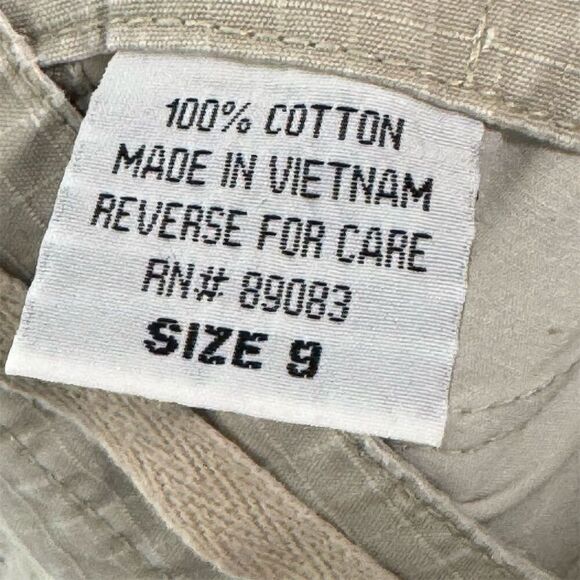 100% COTTON
MADE IN VIETNAM
REVERSE FOR CARE
RN# 89083
SIZE 9